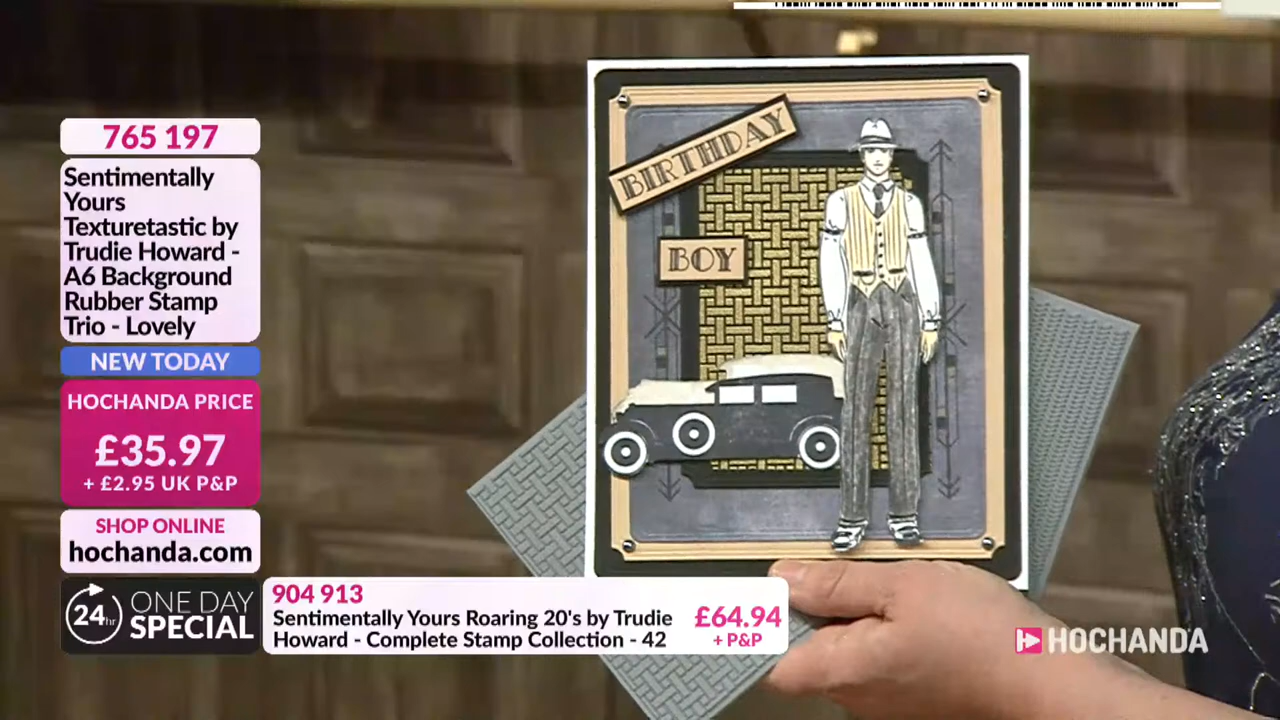 765 197
Sentimentally
Yours
Texturetastic by
Trudie Howard -
A6 Background
Rubber Stamp
Trio - Lovely
NEW TODAY
HOCHANDA PRICE
£35.97
+ £2.95 UK P&P
SHOP ONLINE
hochanda.com
24hr
ONE DAY
SPECIAL
904 913
Sentimentally Yours Roaring 20's by Trudie
Howard - Complete Stamp Collection - 42
£64.94
+ P&P
BIRTHDAY
BOY
HOCHANDA